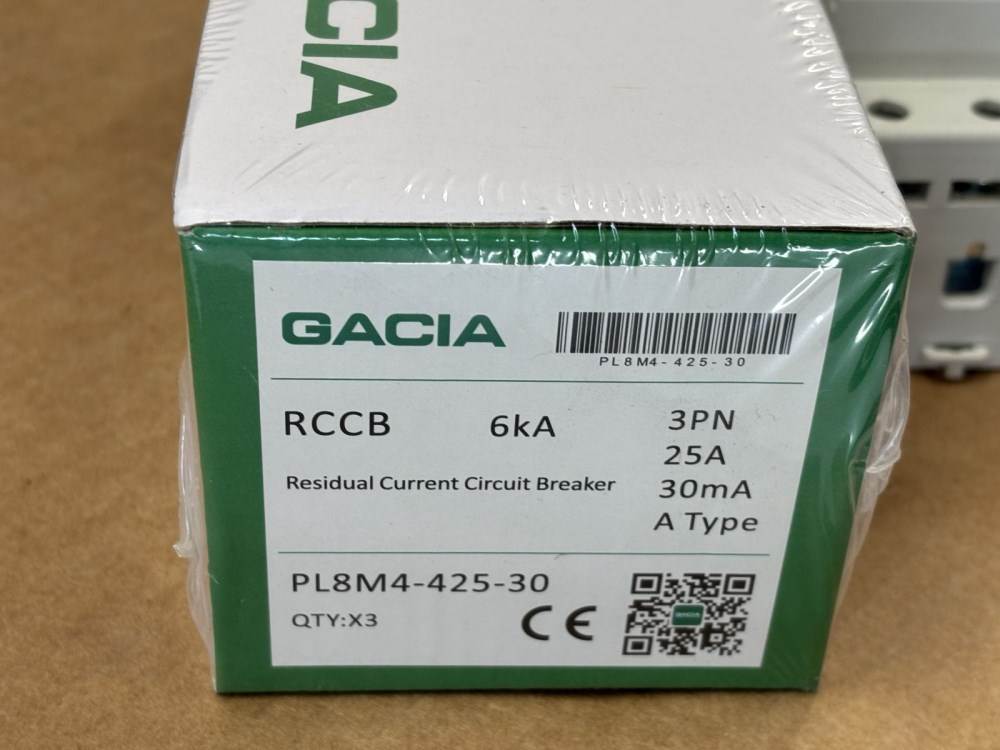 CIA
GACIA
PL8M4-425-30
RCCB 6kA 3PN
25A
Residual Current Circuit Breaker 30mA
A Type
PL8M4-425-30
QTY:X3
CE
GACIA